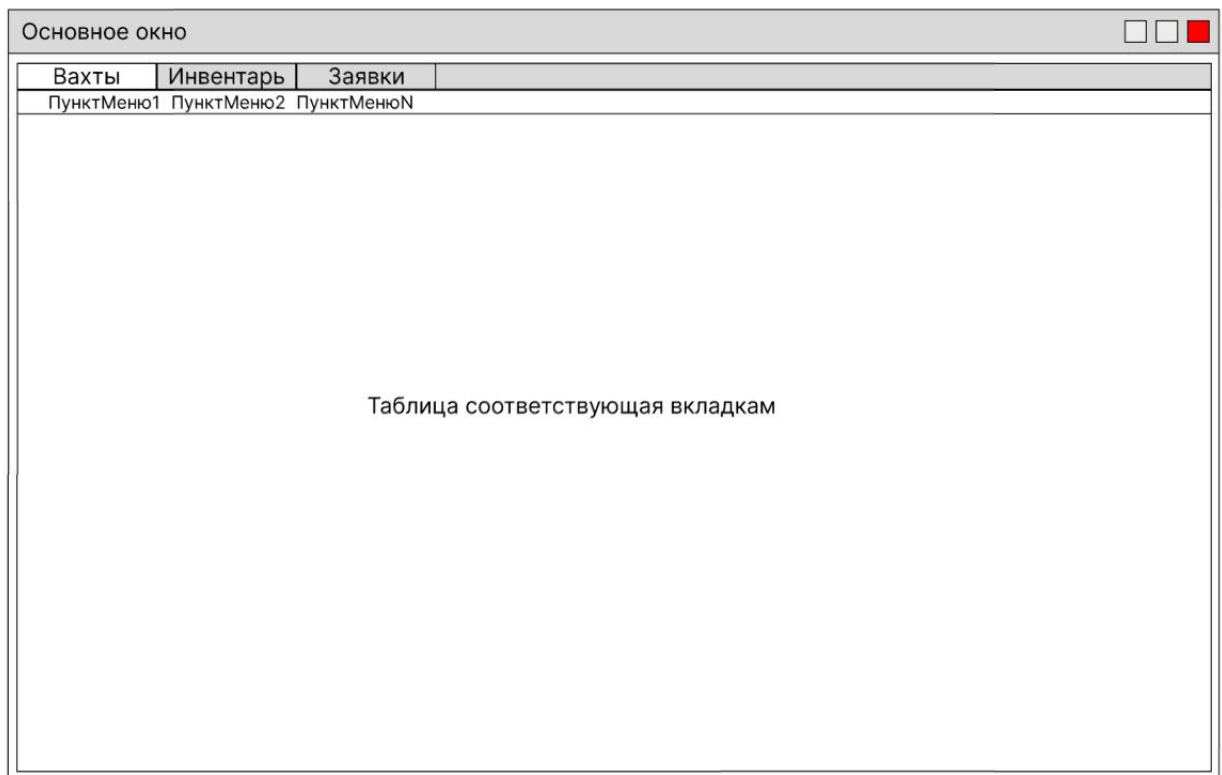 Основное окно
Вахты Инвентарь Заявки
ПунктМеню1 ПунктМеню2 ПунктМенюN
Таблица соответствующая вкладкам